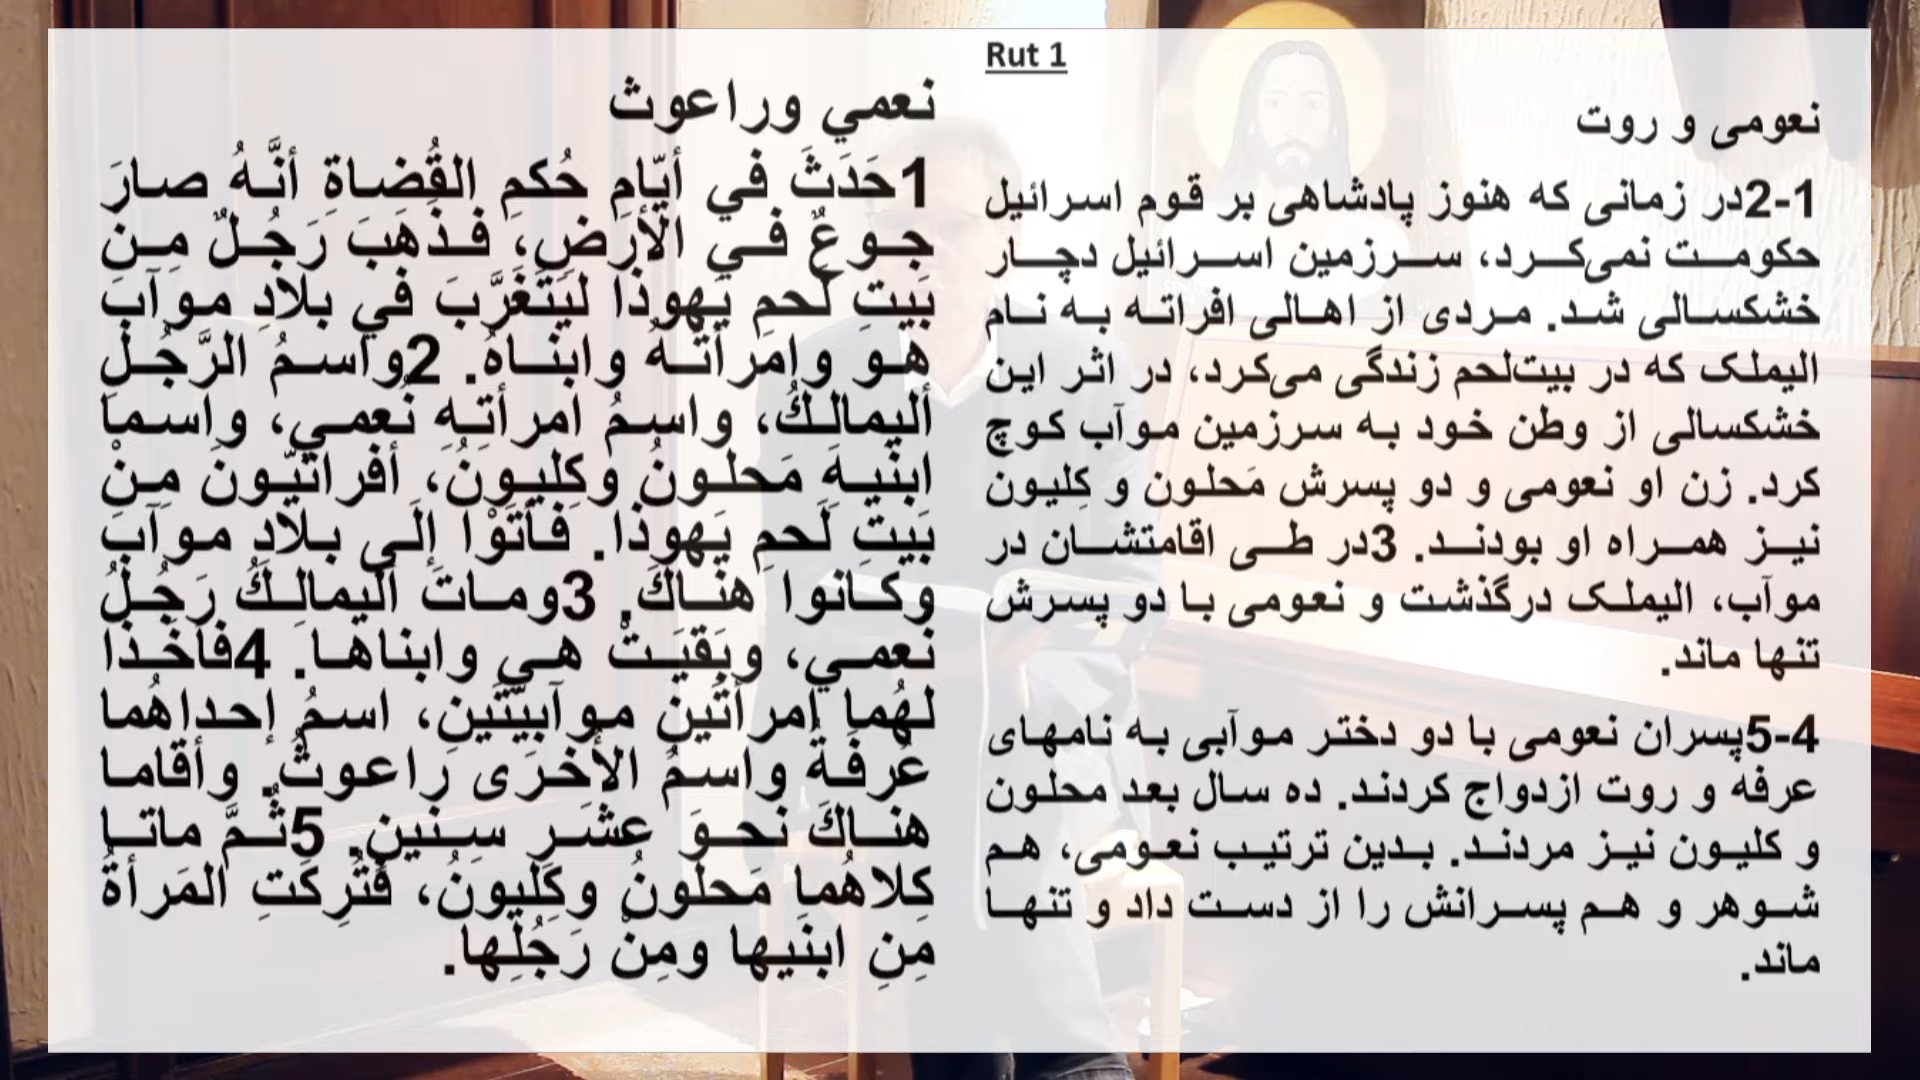 Rut 1
نعمي وراعوث
1حَدَثَ في أيّامِ حُكمِ القُضاةِ أنَّهُ صارَ
جوعٌ في الأرضِ، فذَهَبَ رَجُلٌ مِنْ
بَيتِ لَحمِ يَهوذا ليَتَغَرَّبَ في بلادِ موآبَ
هو وامرأتُهُ وابناهُ. 2واسمُ الرَّجُلِ
أليمالِكُ، واسمُ امرأتِهِ نُعمي، واسما
ابنَيهِ مَحلونُ وكِليونُ، أفراتيّونَ مِنْ
بَيتِ لَحمِ يَهوذا. فأتَوْا إلَى بلادِ موآبَ
وكانوا هناكَ. 3وماتَ أليمالِكُ رَجُلُ
نُعمي، وبَقيَتْ هي وابناها. 4فأخَذا
لهُما امرأتَينِ موآبيَّتَينِ، اسمُ إحداهُما
عُرفَةُ واسمُ الأُخرَى راعوثُ. وأقاما
هناكَ نَحوَ عشَرِ سِنينٍ. 5ثُمَّ ماتا
كِلاهُما مَحلونُ وكِليونُ، فتُرِكَتِ المَرأةُ
مِنِ ابنَيها ومِنْ رَجُلِها.
نعومی و روت
1-2در زمانی که هنوز پادشاهی بر قوم اسرائیل
حکومت نمی‌کرد، سرزمین اسرائیل دچار
خشکسالی شد. مردی از اهالی افراته به نام
الیملک که در بیت‌لحم زندگی می‌کرد، در اثر این
خشکسالی از وطن خود به سرزمین موآب کوچ
کرد. زن او نعومی و دو پسرش مَحلون و کِلیون
نیز همراه او بودند. 3در طی اقامتشان در
موآب، الیملک درگذشت و نعومی با دو پسرش
تنها ماند.
4-5پسران نعومی با دو دختر موآبی به نامهای
عرفه و روت ازدواج کردند. ده سال بعد محلون
و کلیون نیز مردند. بدین ترتیب نعومی، هم
شوهر و هم پسرانش را از دست داد و تنها
ماند.